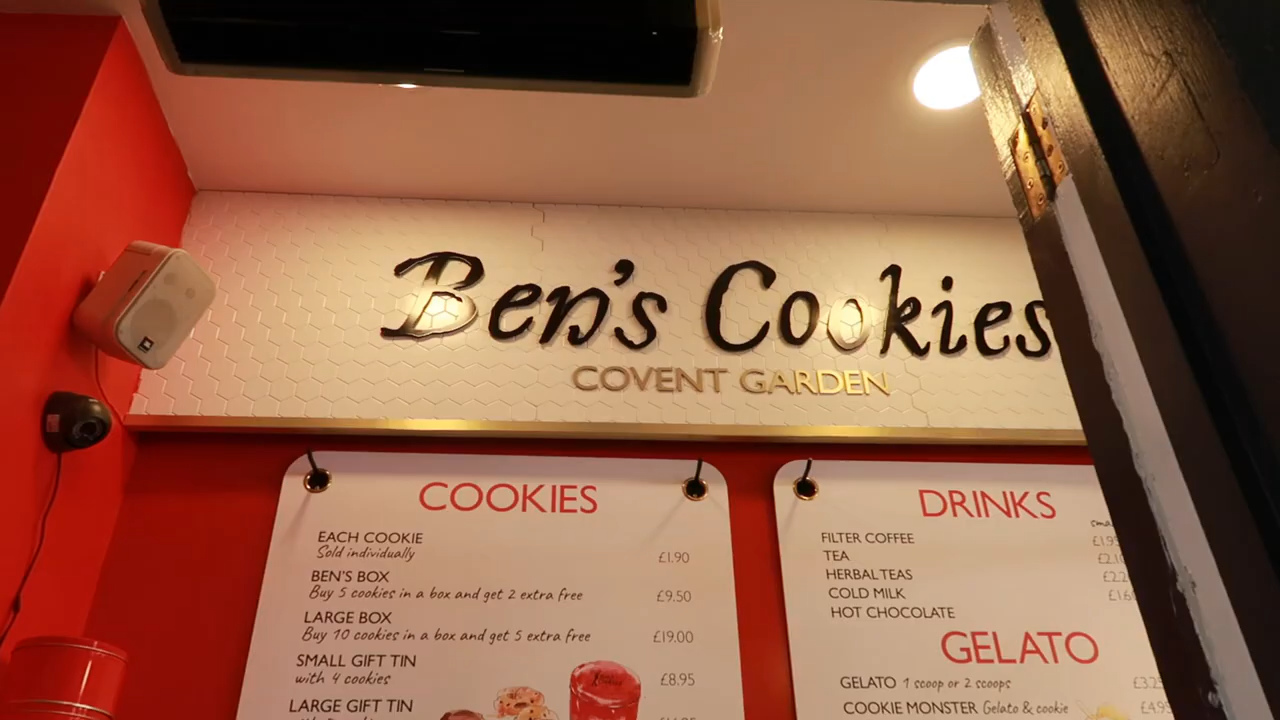 Ben's Cookies
COVENT GARDEN
COOKIES
EACH COOKIE
Sold individually £1.90
BEN'S BOX
Buy 5 cookies in a box and get 2 extra free £9.50
LARGE BOX
Buy 10 cookies in a box and get 5 extra free £19.00
SMALL GIFT TIN
with 4 cookies £8.95
LARGE GIFT TIN
DRINKS
FILTER COFFEE
TEA
HERBAL TEAS
COLD MILK
HOT CHOCOLATE
GELATO
GELATO 1 scoop or 2 scoops
COOKIE MONSTER Gelato & cookie